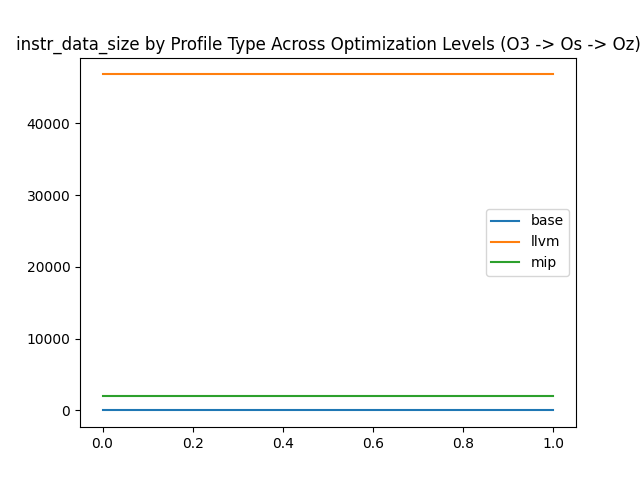 instr_data_size by Profile Type Across Optimization Levels (O3 -> Os -> Oz)
40000
30000
20000
10000
0
base
llvm
mip
0.0 0.2 0.4 0.6 0.8 1.0